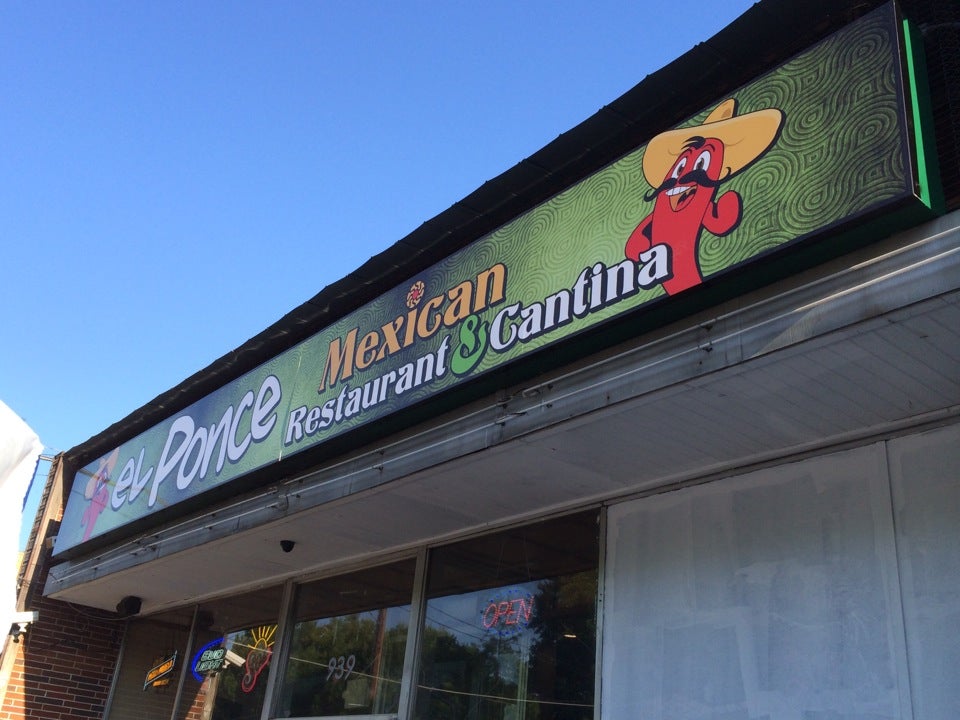 eL PonCe
Mexican
Restaurant & Cantina
OPEN
939